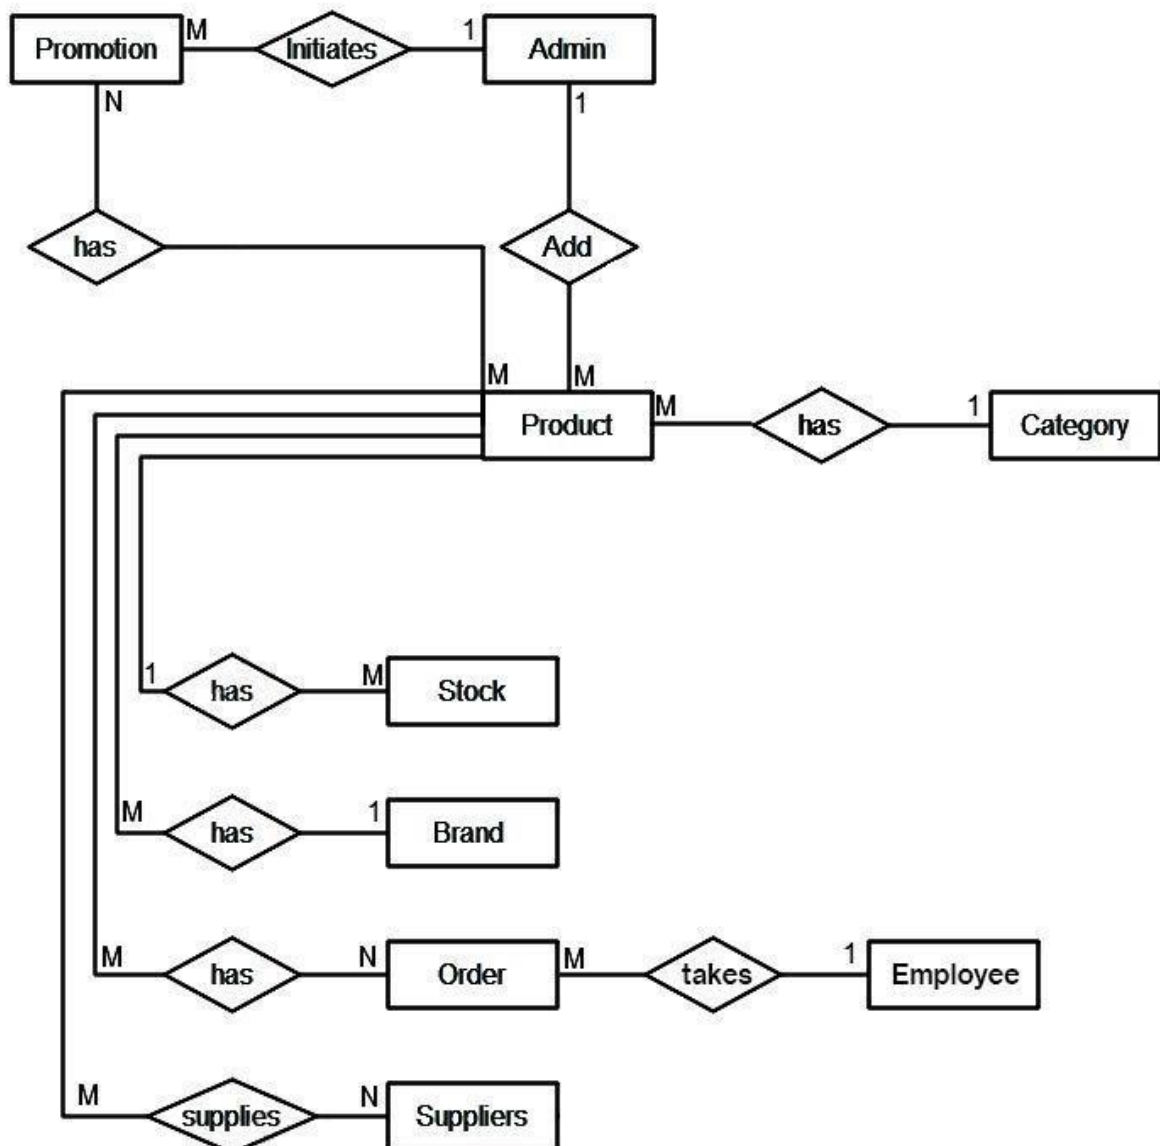 Promotion M Initiates 1 Admin
N 1
has Add
M M
Product M has 1 Category
1 has M Stock
M has 1 Brand
M has N Order M takes 1 Employee
M supplies N Suppliers